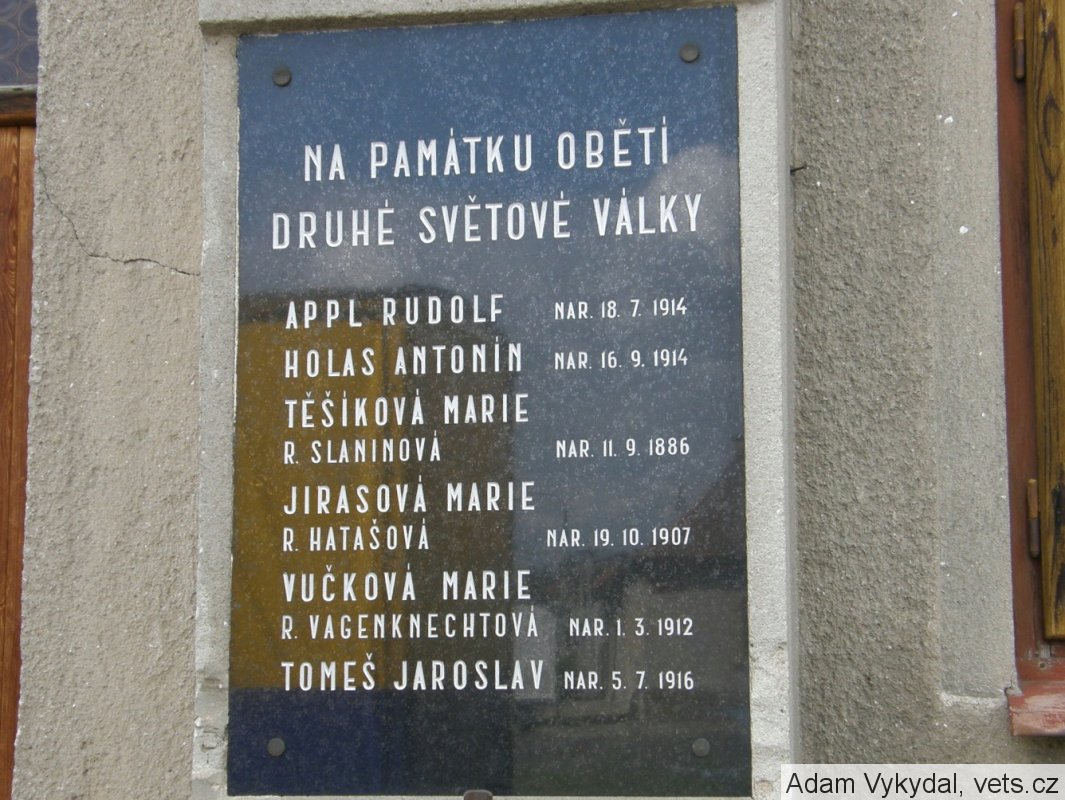 NA PAMÁTKU OBĚTÍ
DRUHÉ SVĚTOVÉ VÁLKY
APPL RUDOLF NAR. 18. 7. 1914
HOLAS ANTONÍN NAR. 16. 9. 1914
TĚŠÍKOVÁ MARIE
R. SLANINOVÁ NAR. 11. 9. 1886
JIRASOVÁ MARIE
R. HATAŠOVÁ NAR. 19. 10. 1907
VUČKOVÁ MARIE
R. VAGENKNECHTOVÁ NAR. 1. 3. 1912
TOMEŠ JAROSLAV NAR. 5. 7. 1916
Adam Vykydal, vets.cz